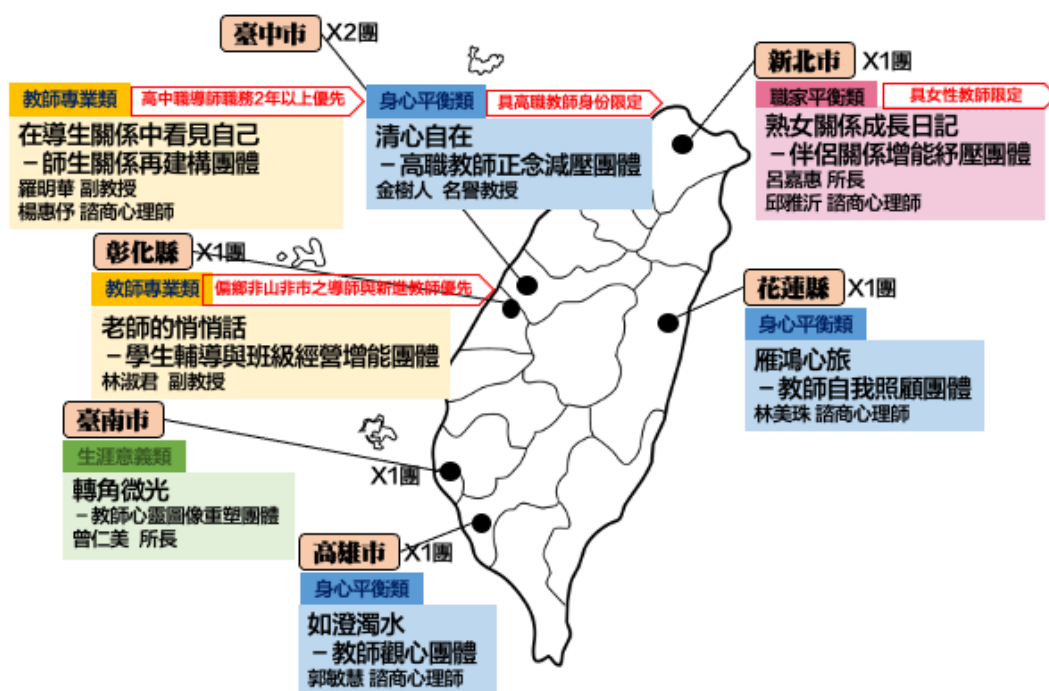 臺中市 X2團
教師專業類 高中職導師職務2年以上優先
在導生關係中看見自己
–師生關係再建構團體
羅明華 副教授
楊惠伃 諮商心理師
身心平衡類 具高職教師身份限定
清心自在
–高職教師正念減壓團體
金樹人 名譽教授
新北市 X1團
職家平衡類 具女性教師限定
熟女關係成長日記
–伴侶關係增能紓壓團體
呂嘉惠 所長
邱雅沂 諮商心理師
彰化縣 X1團
教師專業類 偏鄉非山非市之導師與新進教師優先
老師的悄悄話
–學生輔導與班級經營增能團體
林淑君 副教授
花蓮縣 X1團
身心平衡類
雁鴻心旅
–教師自我照顧團體
林美珠 諮商心理師
臺南市
X1團
生涯意義類
轉角微光
–教師心靈圖像重塑團體
曾仁美 所長
高雄市 X1團
身心平衡類
如澄濁水
–教師觀心團體
郭敏慧 諮商心理師